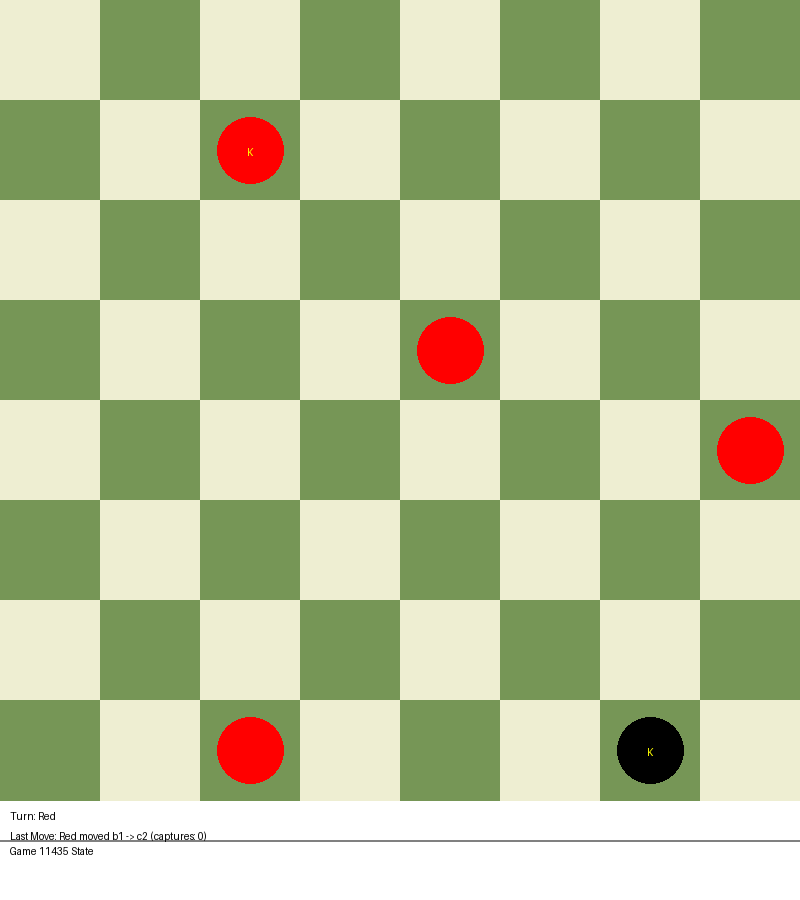 K
K
Turn: Red
Last Move: Red moved b1 -> c2 (captures: 0)
Game 11435 State